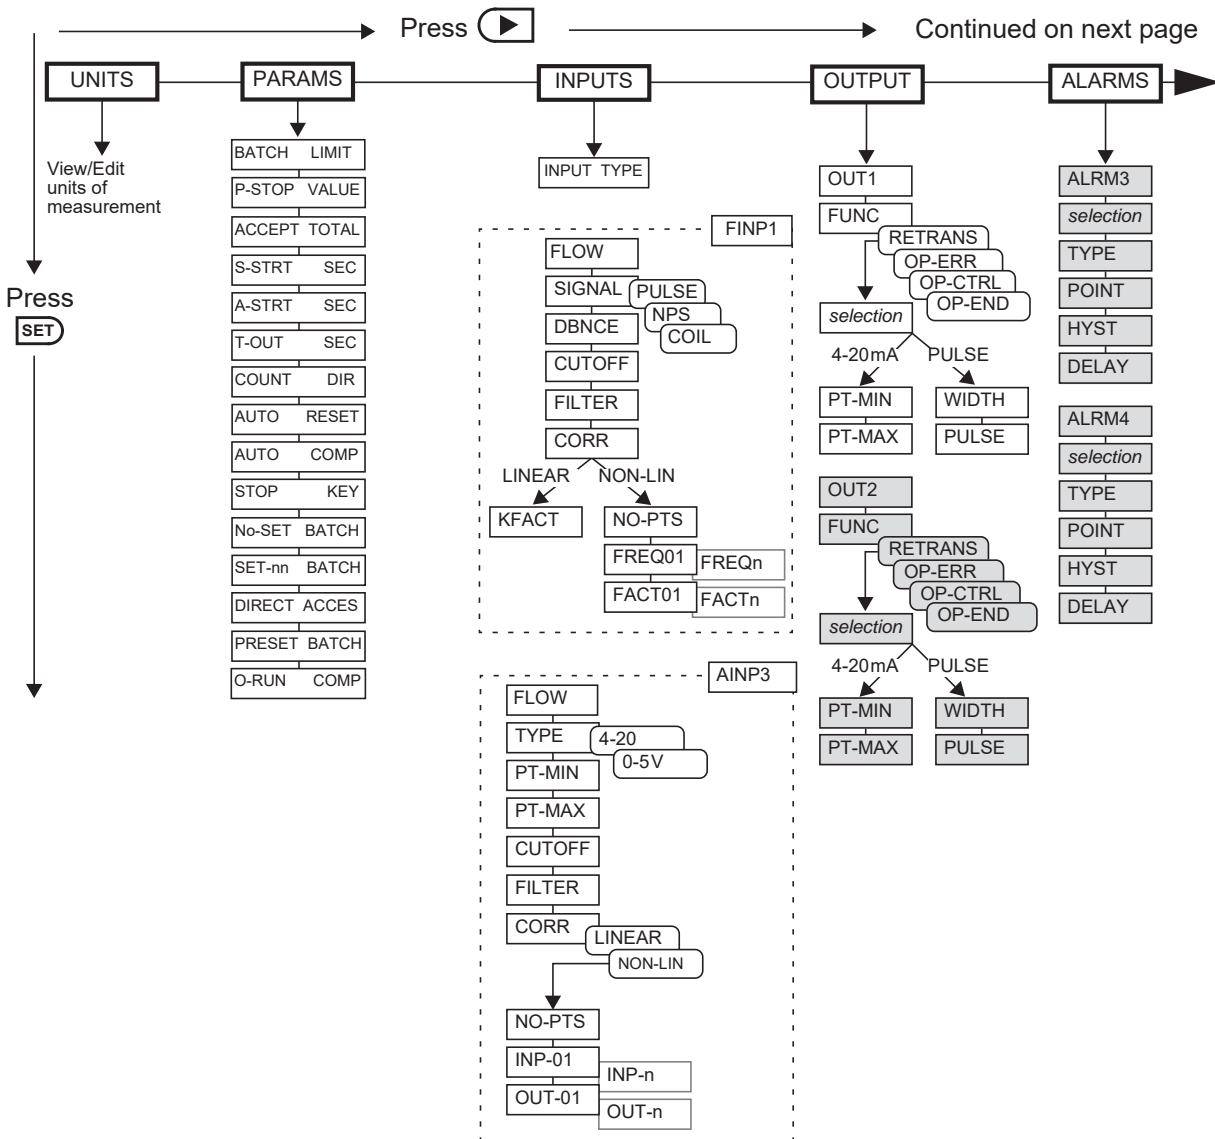 Press
Continued on next page
UNITS
PARAMS
INPUTS
OUTPUT
ALARMS
Press
SET
View/Edit
units of
measurement
BATCH LIMIT
P-STOP VALUE
ACCEPT TOTAL
S-STRT SEC
A-STRT SEC
T-OUT SEC
COUNT DIR
AUTO RESET
AUTO COMP
STOP KEY
No-SET BATCH
SET-nn BATCH
DIRECT ACCES
PRESET BATCH
O-RUN COMP
INPUT TYPE
FINP1
FLOW
SIGNAL
PULSE
NPS
COIL
DBNCE
CUTOFF
FILTER
CORR
LINEAR
NON-LIN
KFACT
NO-PTS
FREQ01
FREQn
FACT01
FACTn
AINP3
FLOW
TYPE
4-20
0-5V
PT-MIN
PT-MAX
CUTOFF
FILTER
CORR
LINEAR
NON-LIN
NO-PTS
INP-01
INP-n
OUT-01
OUT-n
OUT1
FUNC
RETRANS
OP-ERR
OP-CTRL
OP-END
selection
4-20mA
PULSE
PT-MIN
WIDTH
PT-MAX
PULSE
OUT2
FUNC
RETRANS
OP-ERR
OP-CTRL
OP-END
selection
4-20mA
PULSE
PT-MIN
WIDTH
PT-MAX
PULSE
ALRM3
selection
TYPE
POINT
HYST
DELAY
ALRM4
selection
TYPE
POINT
HYST
DELAY